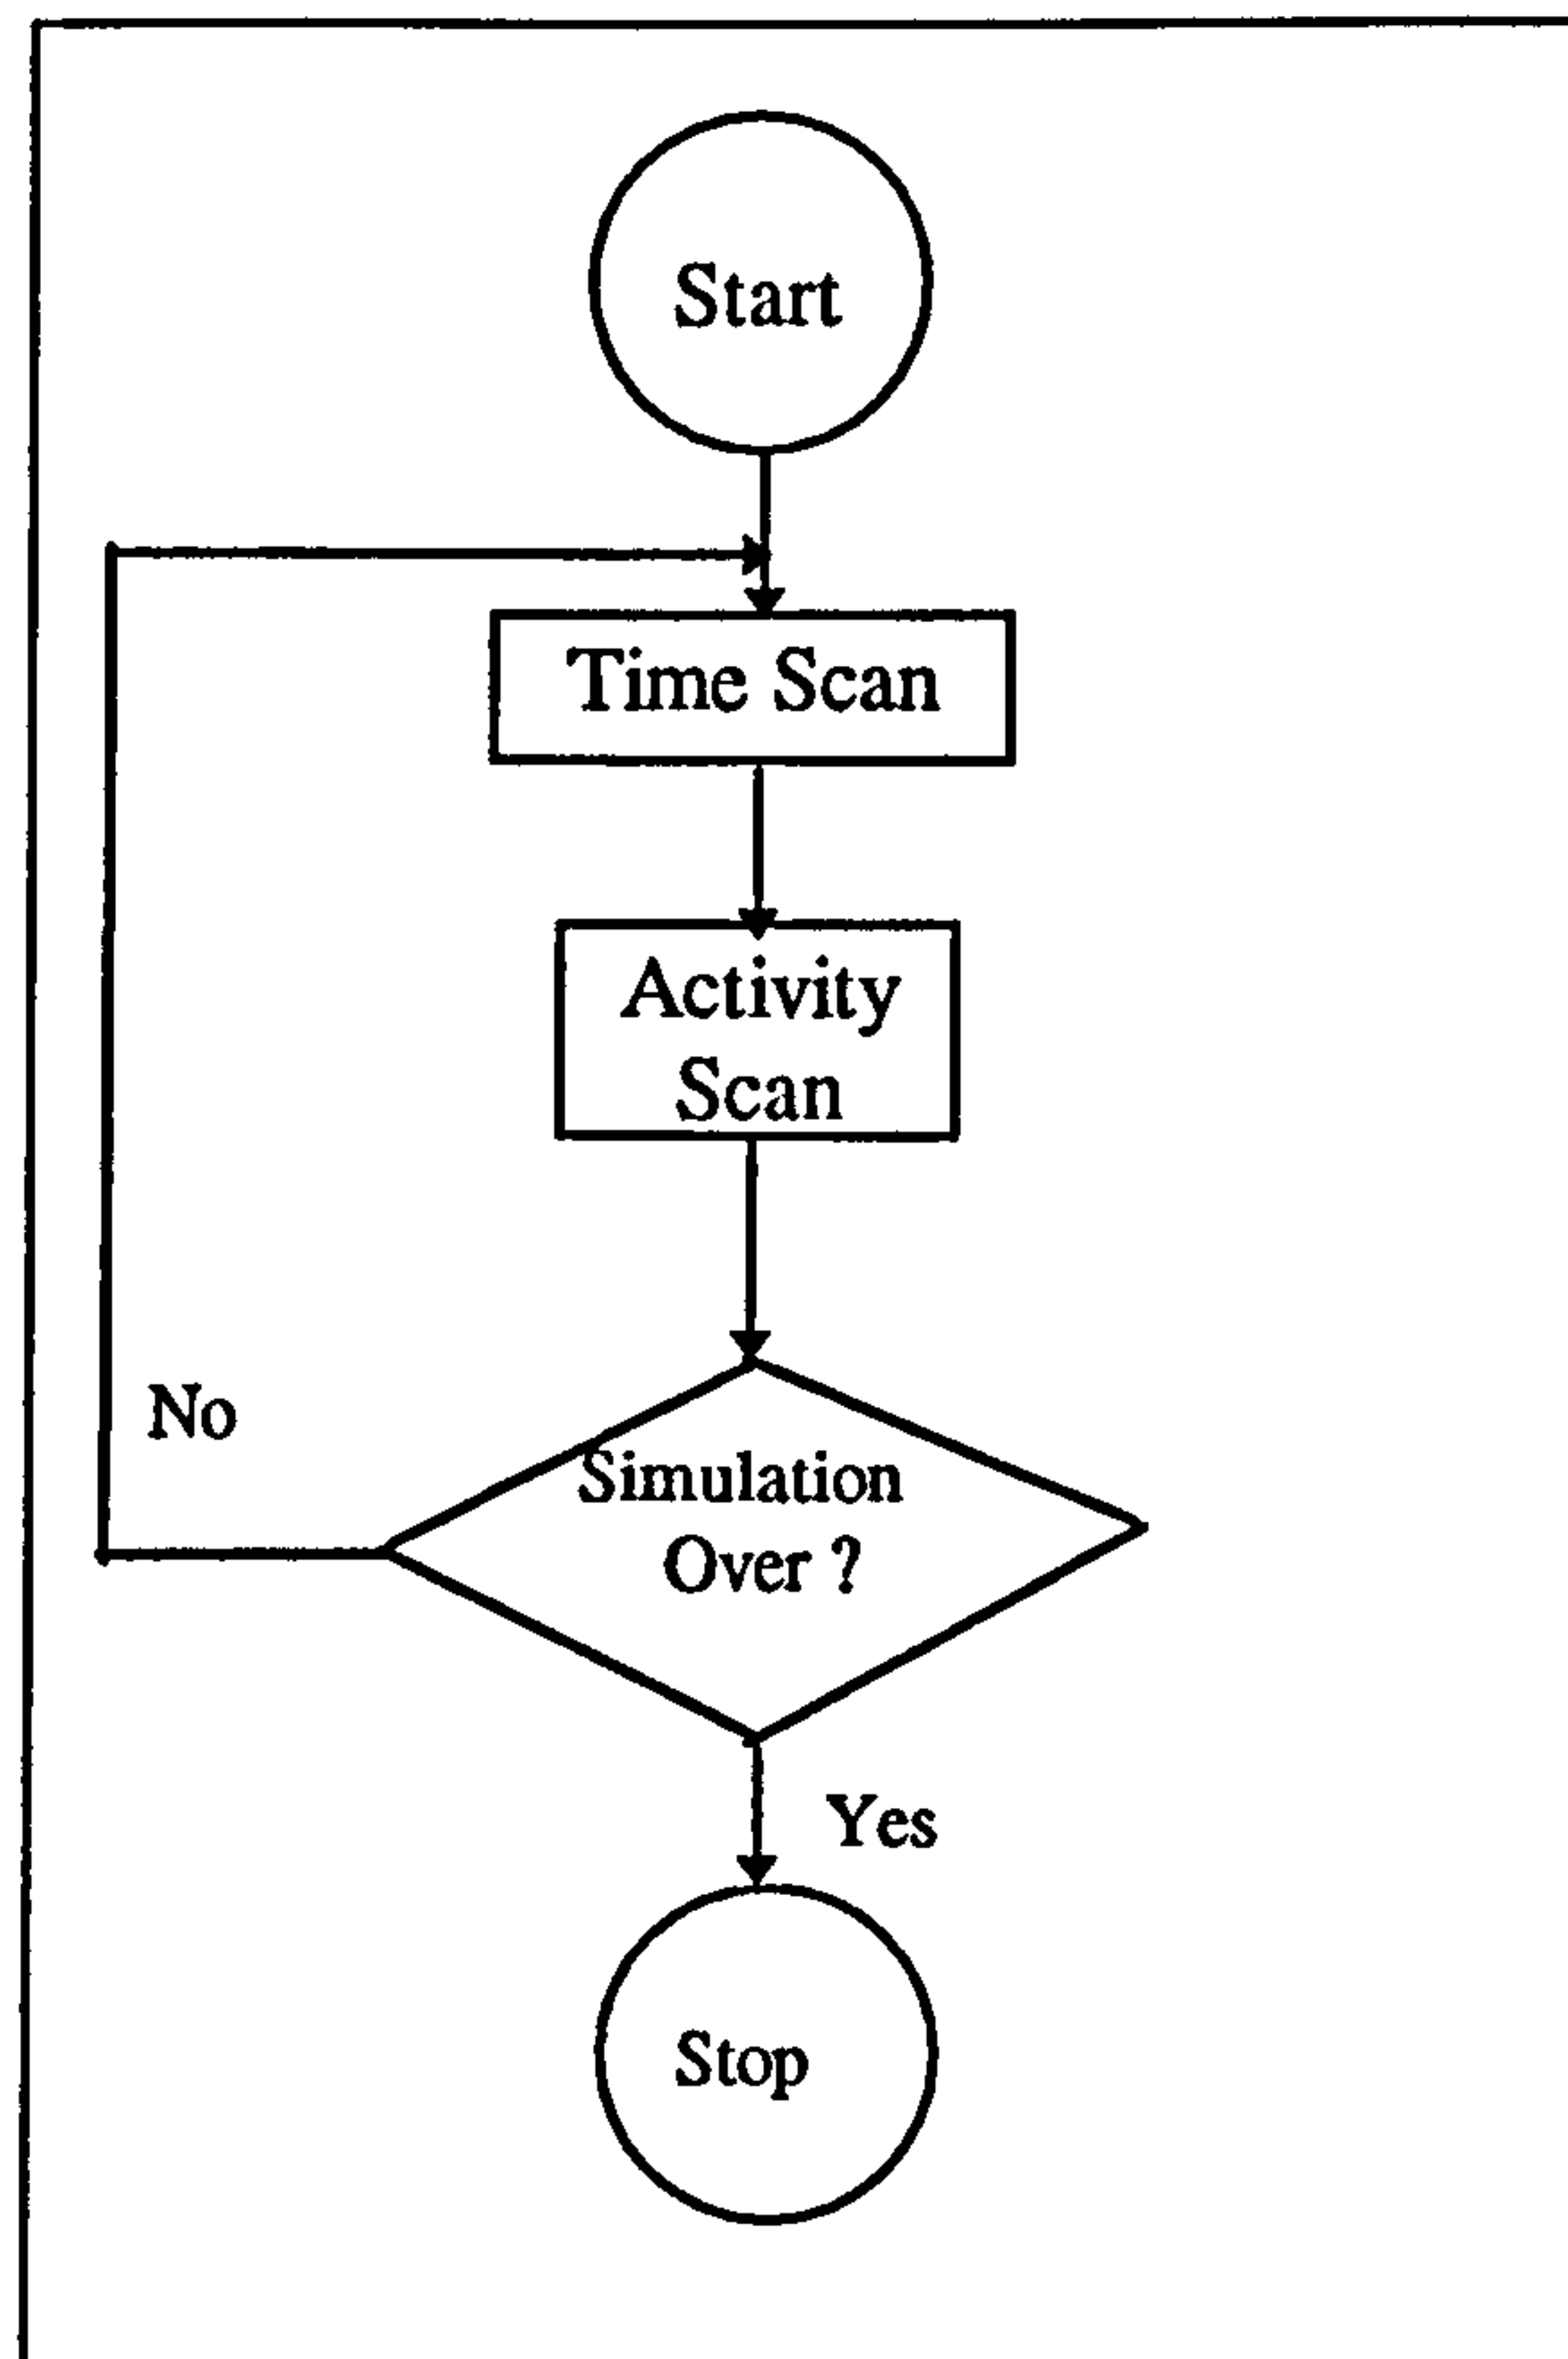 Start
Time Scan
Activity
Scan
No
Simulation
Over ?
Yes
Stop